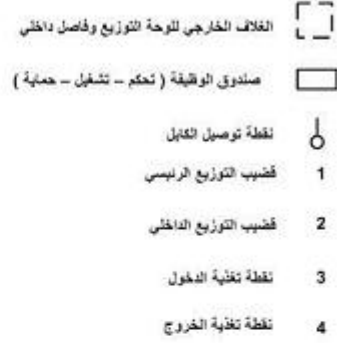 الغلاف الخارجي للوحة التوزيع وفاصل داخلي
صندوق الوظيفة ( تحكم – تشغيل – حماية )
نقطة توصيل الكابل
1 قضيب التوزيع الرئيسي
2 قضيب التوزيع الداخلي
3 نقطة تغذية الدخول
4 نقطة تغذية الخروج